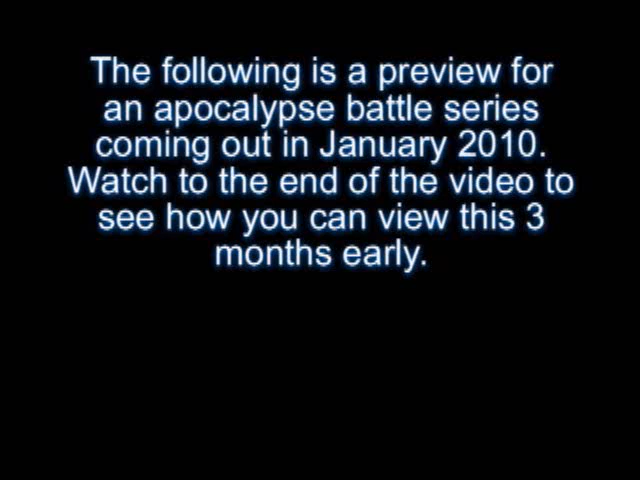 The following is a preview for
an apocalypse battle series
coming out in January 2010.
Watch to the end of the video to
see how you can view this 3
months early.